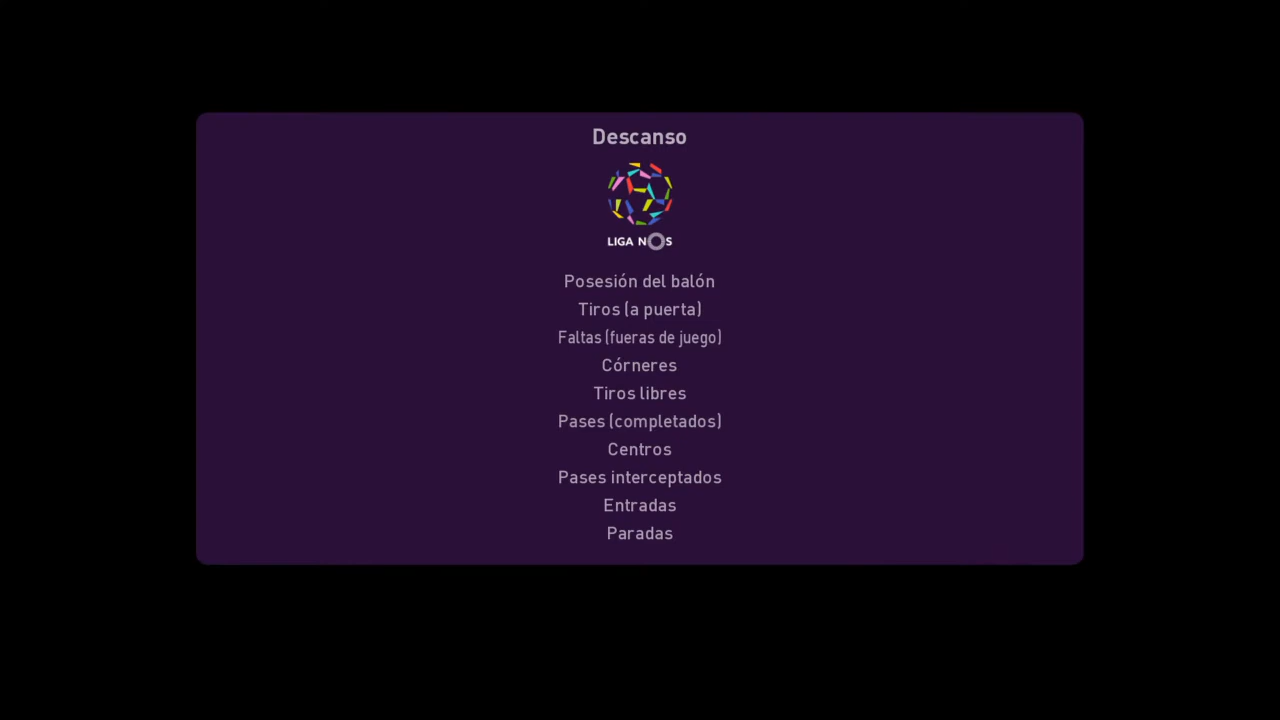 Descanso
LIGA NOS
Posesión del balón
Tiros (a puerta)
Faltas (fueras de juego)
Córneres
Tiros libres
Pases (completados)
Centros
Pases interceptados
Entradas
Paradas